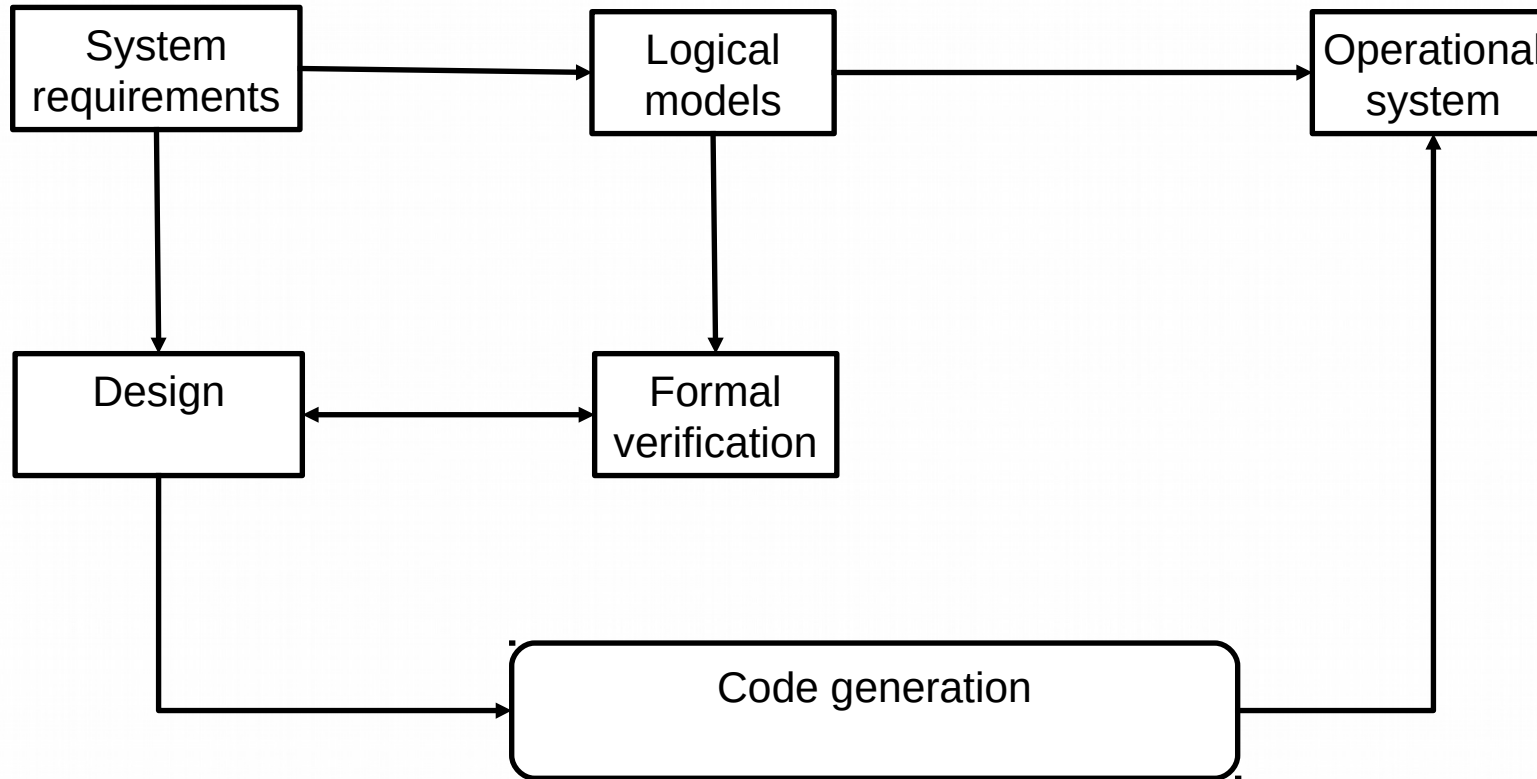 System
requirements
Logical
models
Operational
system
Design
Formal
verification
Code generation